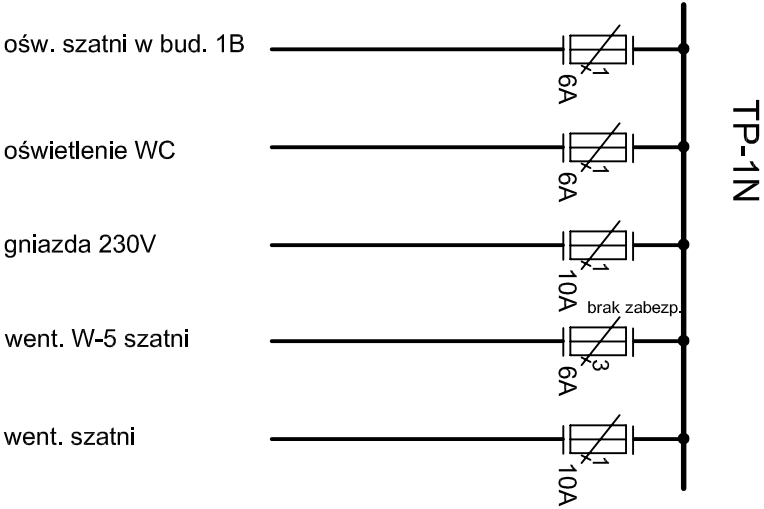 ośw. szatni w bud. 1B
1
6A
oświetlenie WC
1
6A
gniazda 230V
1
10A
brak zabezp.
went. W-5 szatni
3
6A
went. szatni
1
10A
TP-1N